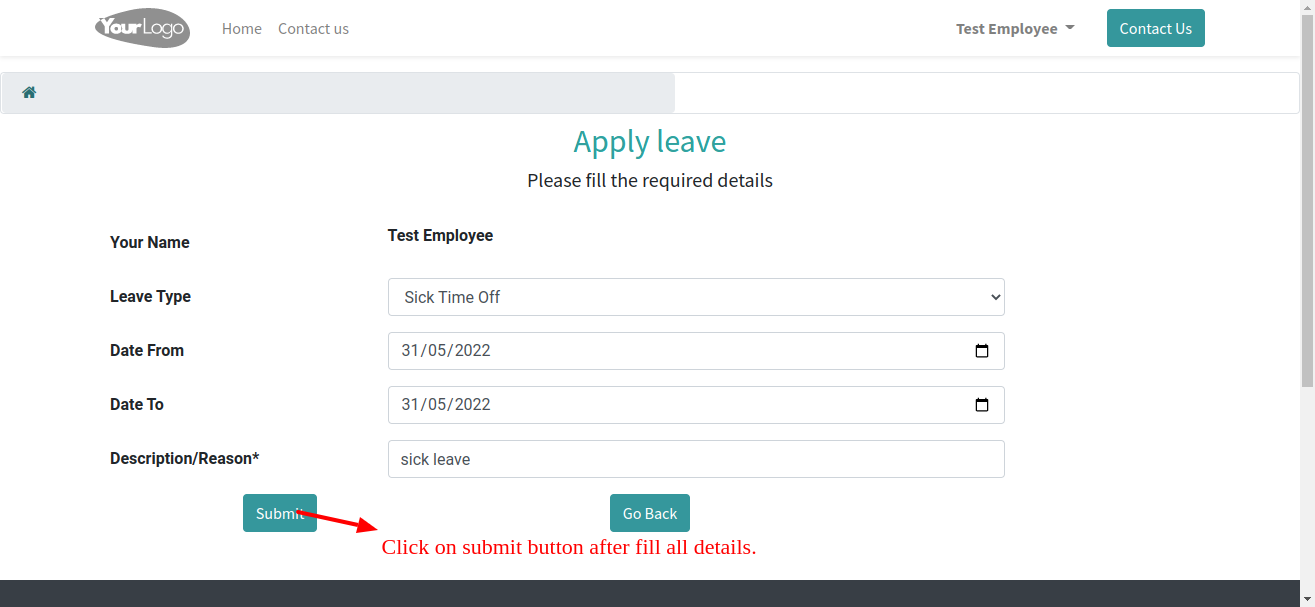 YourLogo Home Contact us Test Employee Contact Us
Apply leave
Please fill the required details
Your Name Test Employee
Leave Type Sick Time Off
Date From 31/05/2022
Date To 31/05/2022
Description/Reason* sick leave
Submit Go Back
Click on submit button after fill all details.